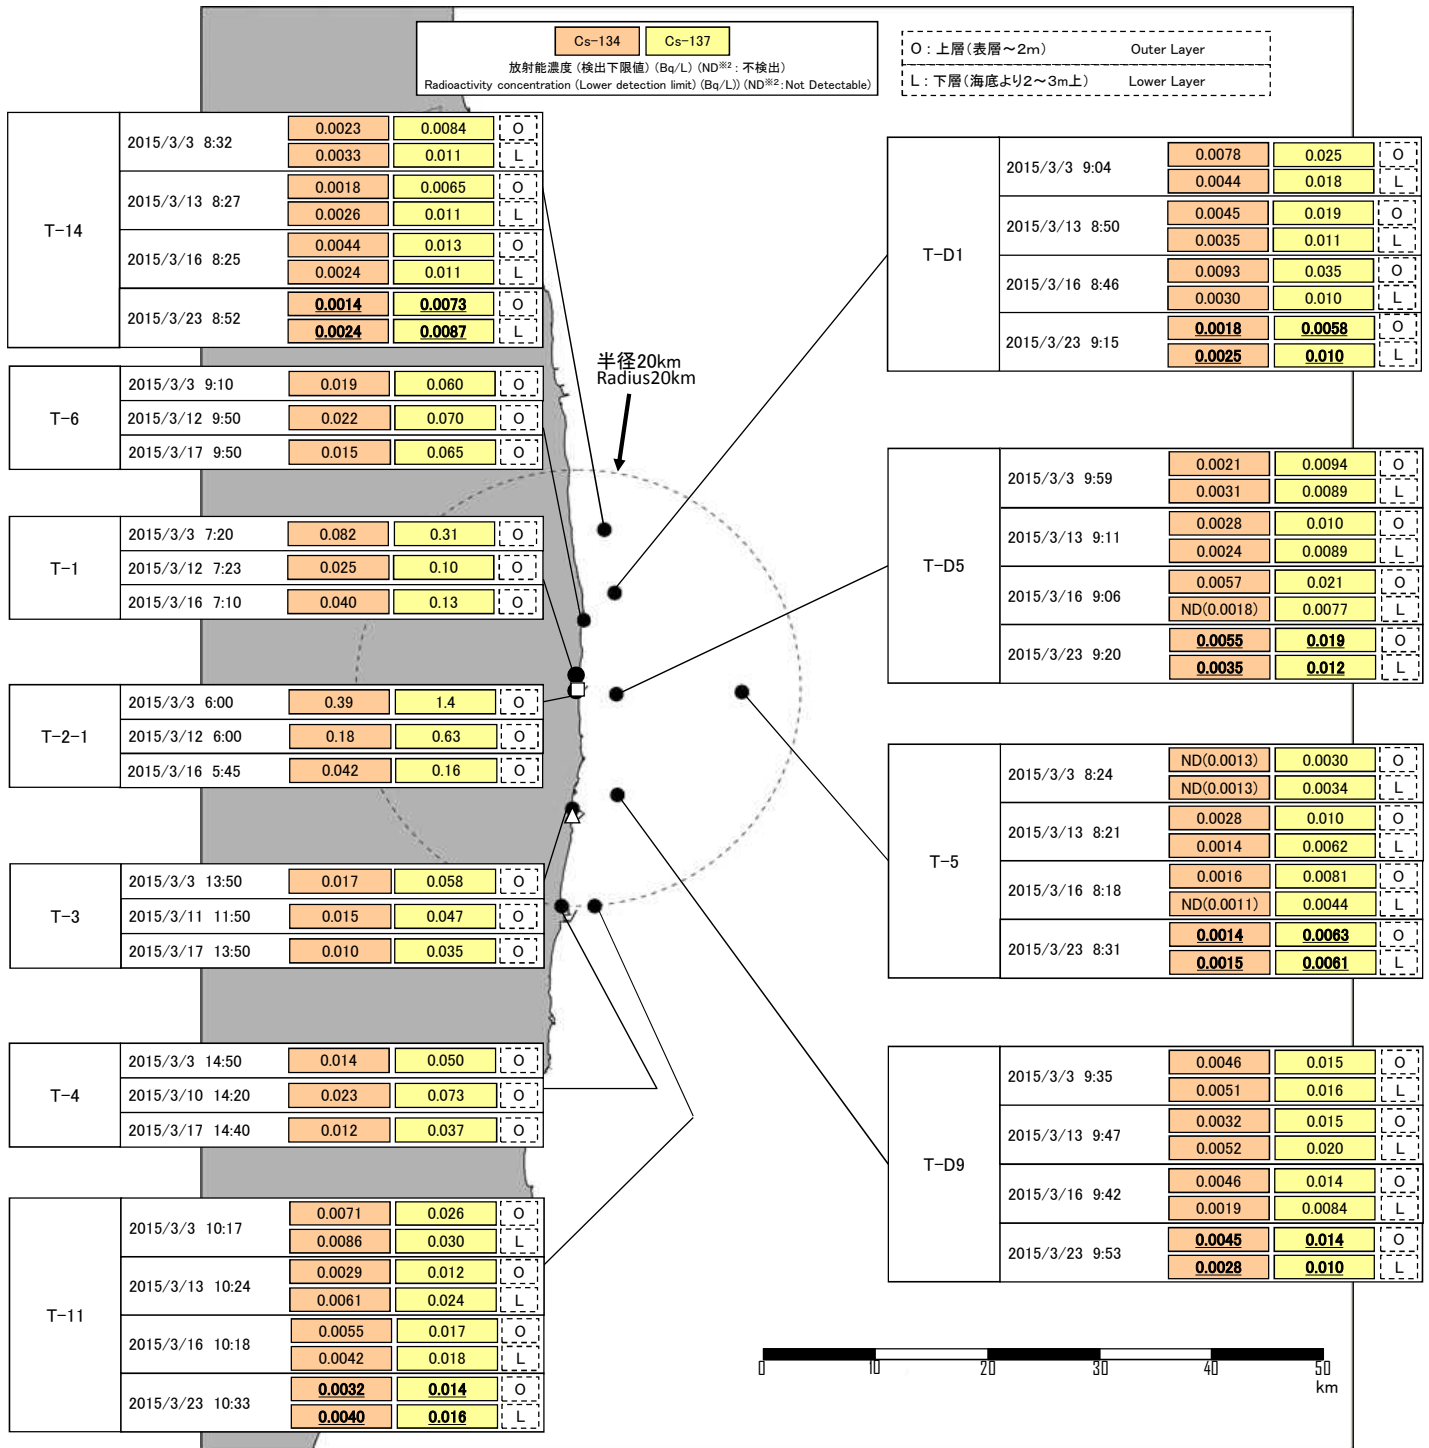 Cs-134 Cs-137
放射能濃度 (検出下限値) (Bq/L) (ND※2 : 不検出)
Radioactivity concentration (Lower detection limit) (Bq/L)) (ND※2:Not Detectable)
O : 上層(表層～2m) Outer Layer
L : 下層(海底より2～3m上) Lower Layer
T-14
2015/3/3 8:32 0.0023 0.0084 O
0.0033 0.011 L
2015/3/13 8:27 0.0018 0.0065 O
0.0026 0.011 L
2015/3/16 8:25 0.0044 0.013 O
0.0024 0.011 L
2015/3/23 8:52 0.0014 0.0073 O
0.0024 0.0087 L
T-6
2015/3/3 9:10 0.019 0.060 O
2015/3/12 9:50 0.022 0.070 O
2015/3/17 9:50 0.015 0.065 O
T-1
2015/3/3 7:20 0.082 0.31 O
2015/3/12 7:23 0.025 0.10 O
2015/3/16 7:10 0.040 0.13 O
T-2-1
2015/3/3 6:00 0.39 1.4 O
2015/3/12 6:00 0.18 0.63 O
2015/3/16 5:45 0.042 0.16 O
T-3
2015/3/3 13:50 0.017 0.058 O
2015/3/11 11:50 0.015 0.047 O
2015/3/17 13:50 0.010 0.035 O
T-4
2015/3/3 14:50 0.014 0.050 O
2015/3/10 14:20 0.023 0.073 O
2015/3/17 14:40 0.012 0.037 O
T-11
2015/3/3 10:17 0.0071 0.026 O
0.0086 0.030 L
2015/3/13 10:24 0.0029 0.012 O
0.0061 0.024 L
2015/3/16 10:18 0.0055 0.017 O
0.0042 0.018 L
2015/3/23 10:33 0.0032 0.014 O
0.0040 0.016 L
半径20km
Radius20km
T-D1
2015/3/3 9:04 0.0078 0.025 O
0.0044 0.018 L
2015/3/13 8:50 0.0045 0.019 O
0.0035 0.011 L
2015/3/16 8:46 0.0093 0.035 O
0.0030 0.010 L
2015/3/23 9:15 0.0018 0.0058 O
0.0025 0.010 L
T-D5
2015/3/3 9:59 0.0021 0.0094 O
0.0031 0.0089 L
2015/3/13 9:11 0.0028 0.010 O
0.0024 0.0089 L
2015/3/16 9:06 0.0057 0.021 O
ND(0.0018) 0.0077 L
2015/3/23 9:20 0.0055 0.019 O
0.0035 0.012 L
T-5
2015/3/3 8:24 ND(0.0013) 0.0030 O
ND(0.0013) 0.0034 L
2015/3/13 8:21 0.0028 0.010 O
0.0014 0.0062 L
2015/3/16 8:18 0.0016 0.0081 O
ND(0.0011) 0.0044 L
2015/3/23 8:31 0.0014 0.0063 O
0.0015 0.0061 L
T-D9
2015/3/3 9:35 0.0046 0.015 O
0.0051 0.016 L
2015/3/13 9:47 0.0032 0.015 O
0.0052 0.020 L
2015/3/16 9:42 0.0046 0.014 O
0.0019 0.0084 L
2015/3/23 9:53 0.0045 0.014 O
0.0028 0.010 L
0 10 20 30 40 50
km